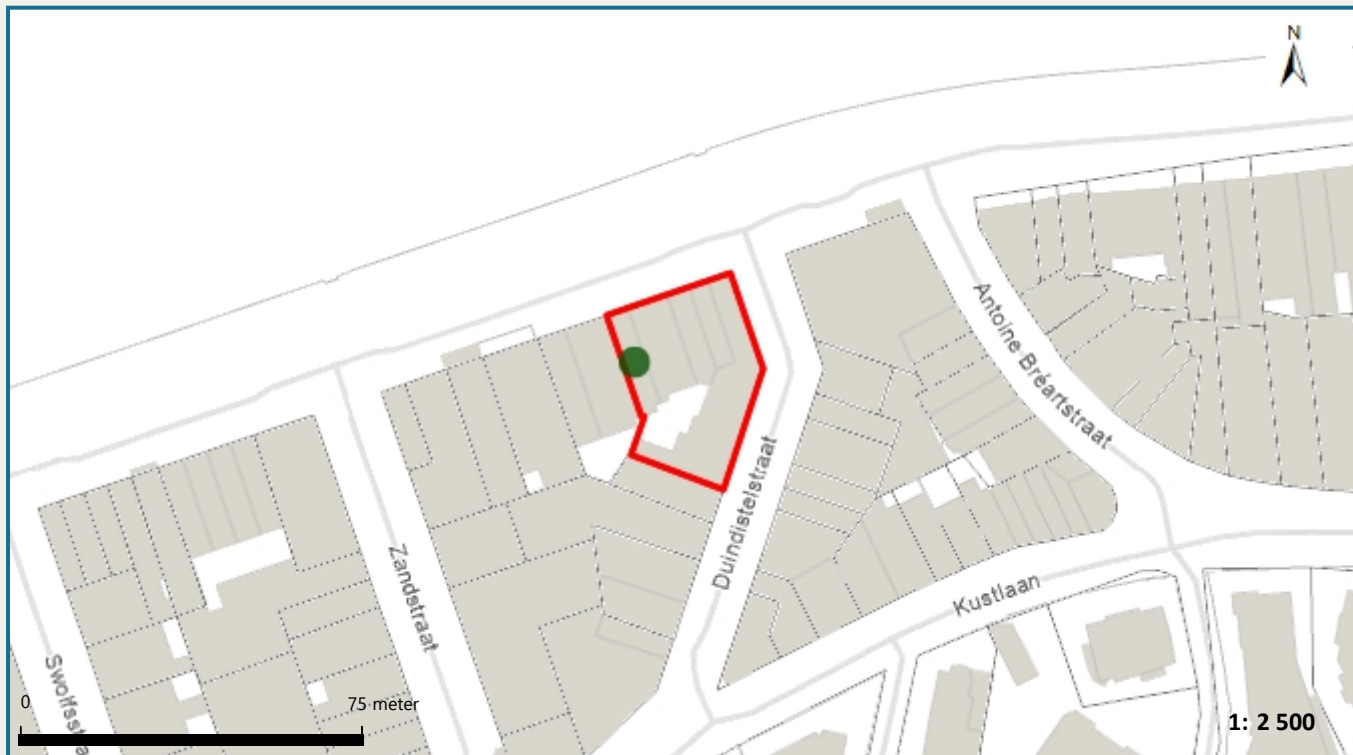 N
Antoine Bréartstraat
Duindistelstraat
Zandstraat
Kustlaan
0
75 meter
1: 2 500